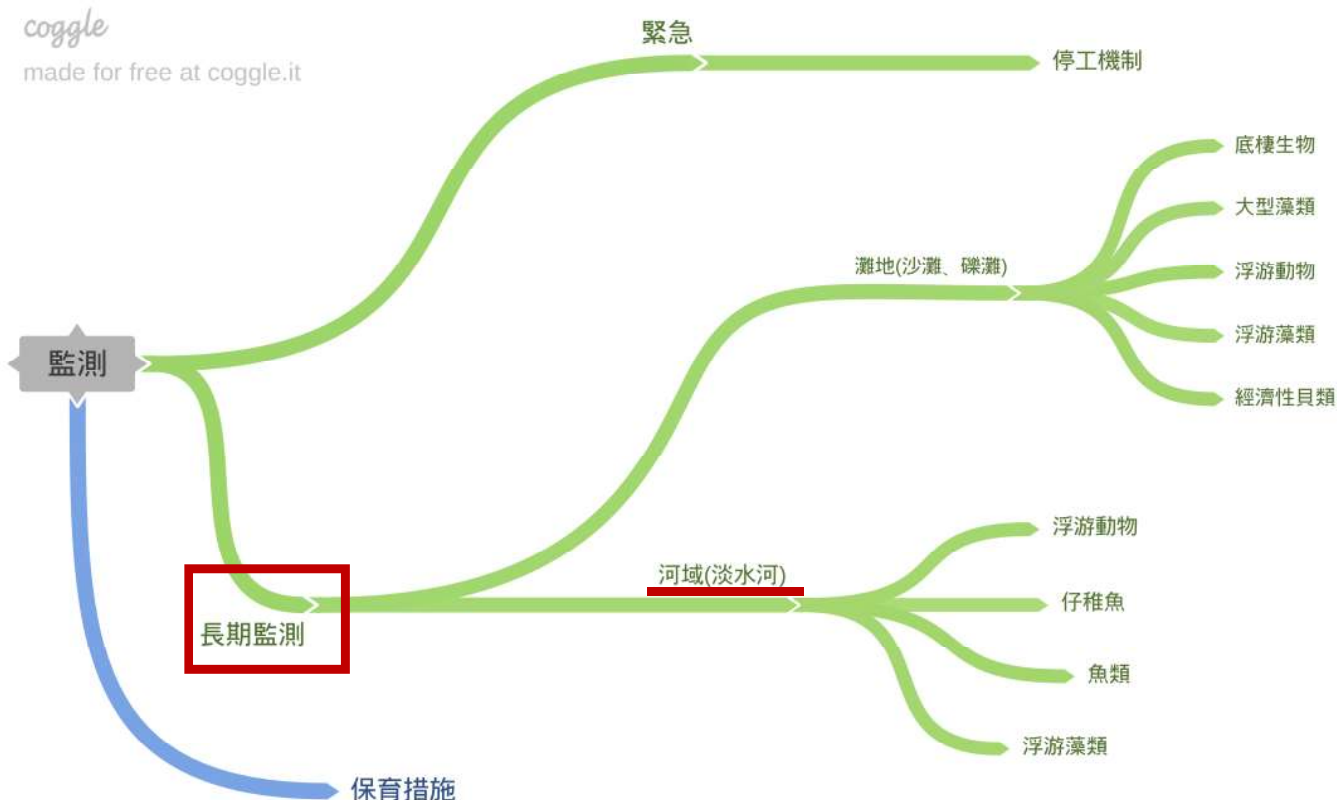 coggle
made for free at coggle.it
緊急
停工機制
底棲生物
大型藻類
灘地(沙灘、礫灘)
浮游動物
浮游藻類
監測
經濟性貝類
浮游動物
河域(淡水河)
仔稚魚
長期監測
魚類
浮游藻類
保育措施